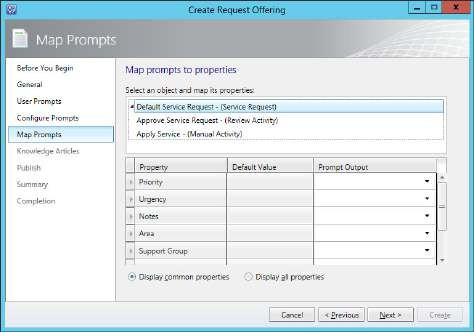 Create Request Offering
Map Prompts
Before You Begin
General
User Prompts
Configure Prompts
Map Prompts
Knowledge Articles
Publish
Summary
Completion
Map prompts to properties
Select an object and map its properties:
Default Service Request - (Service Request)
Approve Service Request - (Review Activity)
Apply Service - (Manual Activity)
Property Default Value Prompt Output
Priority
Urgency
Notes
Area
Support Group
Display common properties Display all properties
Cancel < Previous Next > Create